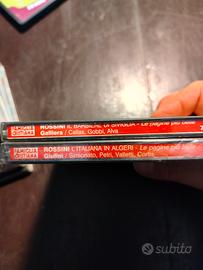 ROSSINI IL BARBIERE DI SIVIGLIA - Le pagine più belle
Galliera / Callas, Gobbi, Alva
ROSSINI L'ITALIANA IN ALGERI - Le pagine più belle
Giulini / Simionato, Petri, Valletti, Cortis
subito